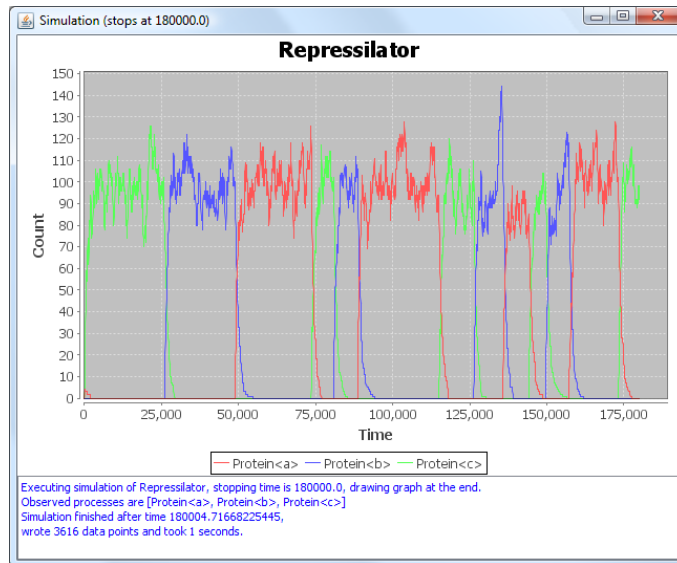 Simulation (stops at 180000.0)
Repressilator
150
140
130
120
110
100
90
80
70
60
50
40
30
20
10
0
Count
0 25,000 50,000 75,000 100,000 125,000 150,000 175,000
Time
Protein<a> Protein<b> Protein<c>
Executing simulation of Repressilator, stopping time is 180000.0, drawing graph at the end.
Observed processes are [Protein<a>, Protein<b>, Protein<c>]
Simulation finished after time 180004.71668225445,
wrote 3616 data points and took 1 seconds.